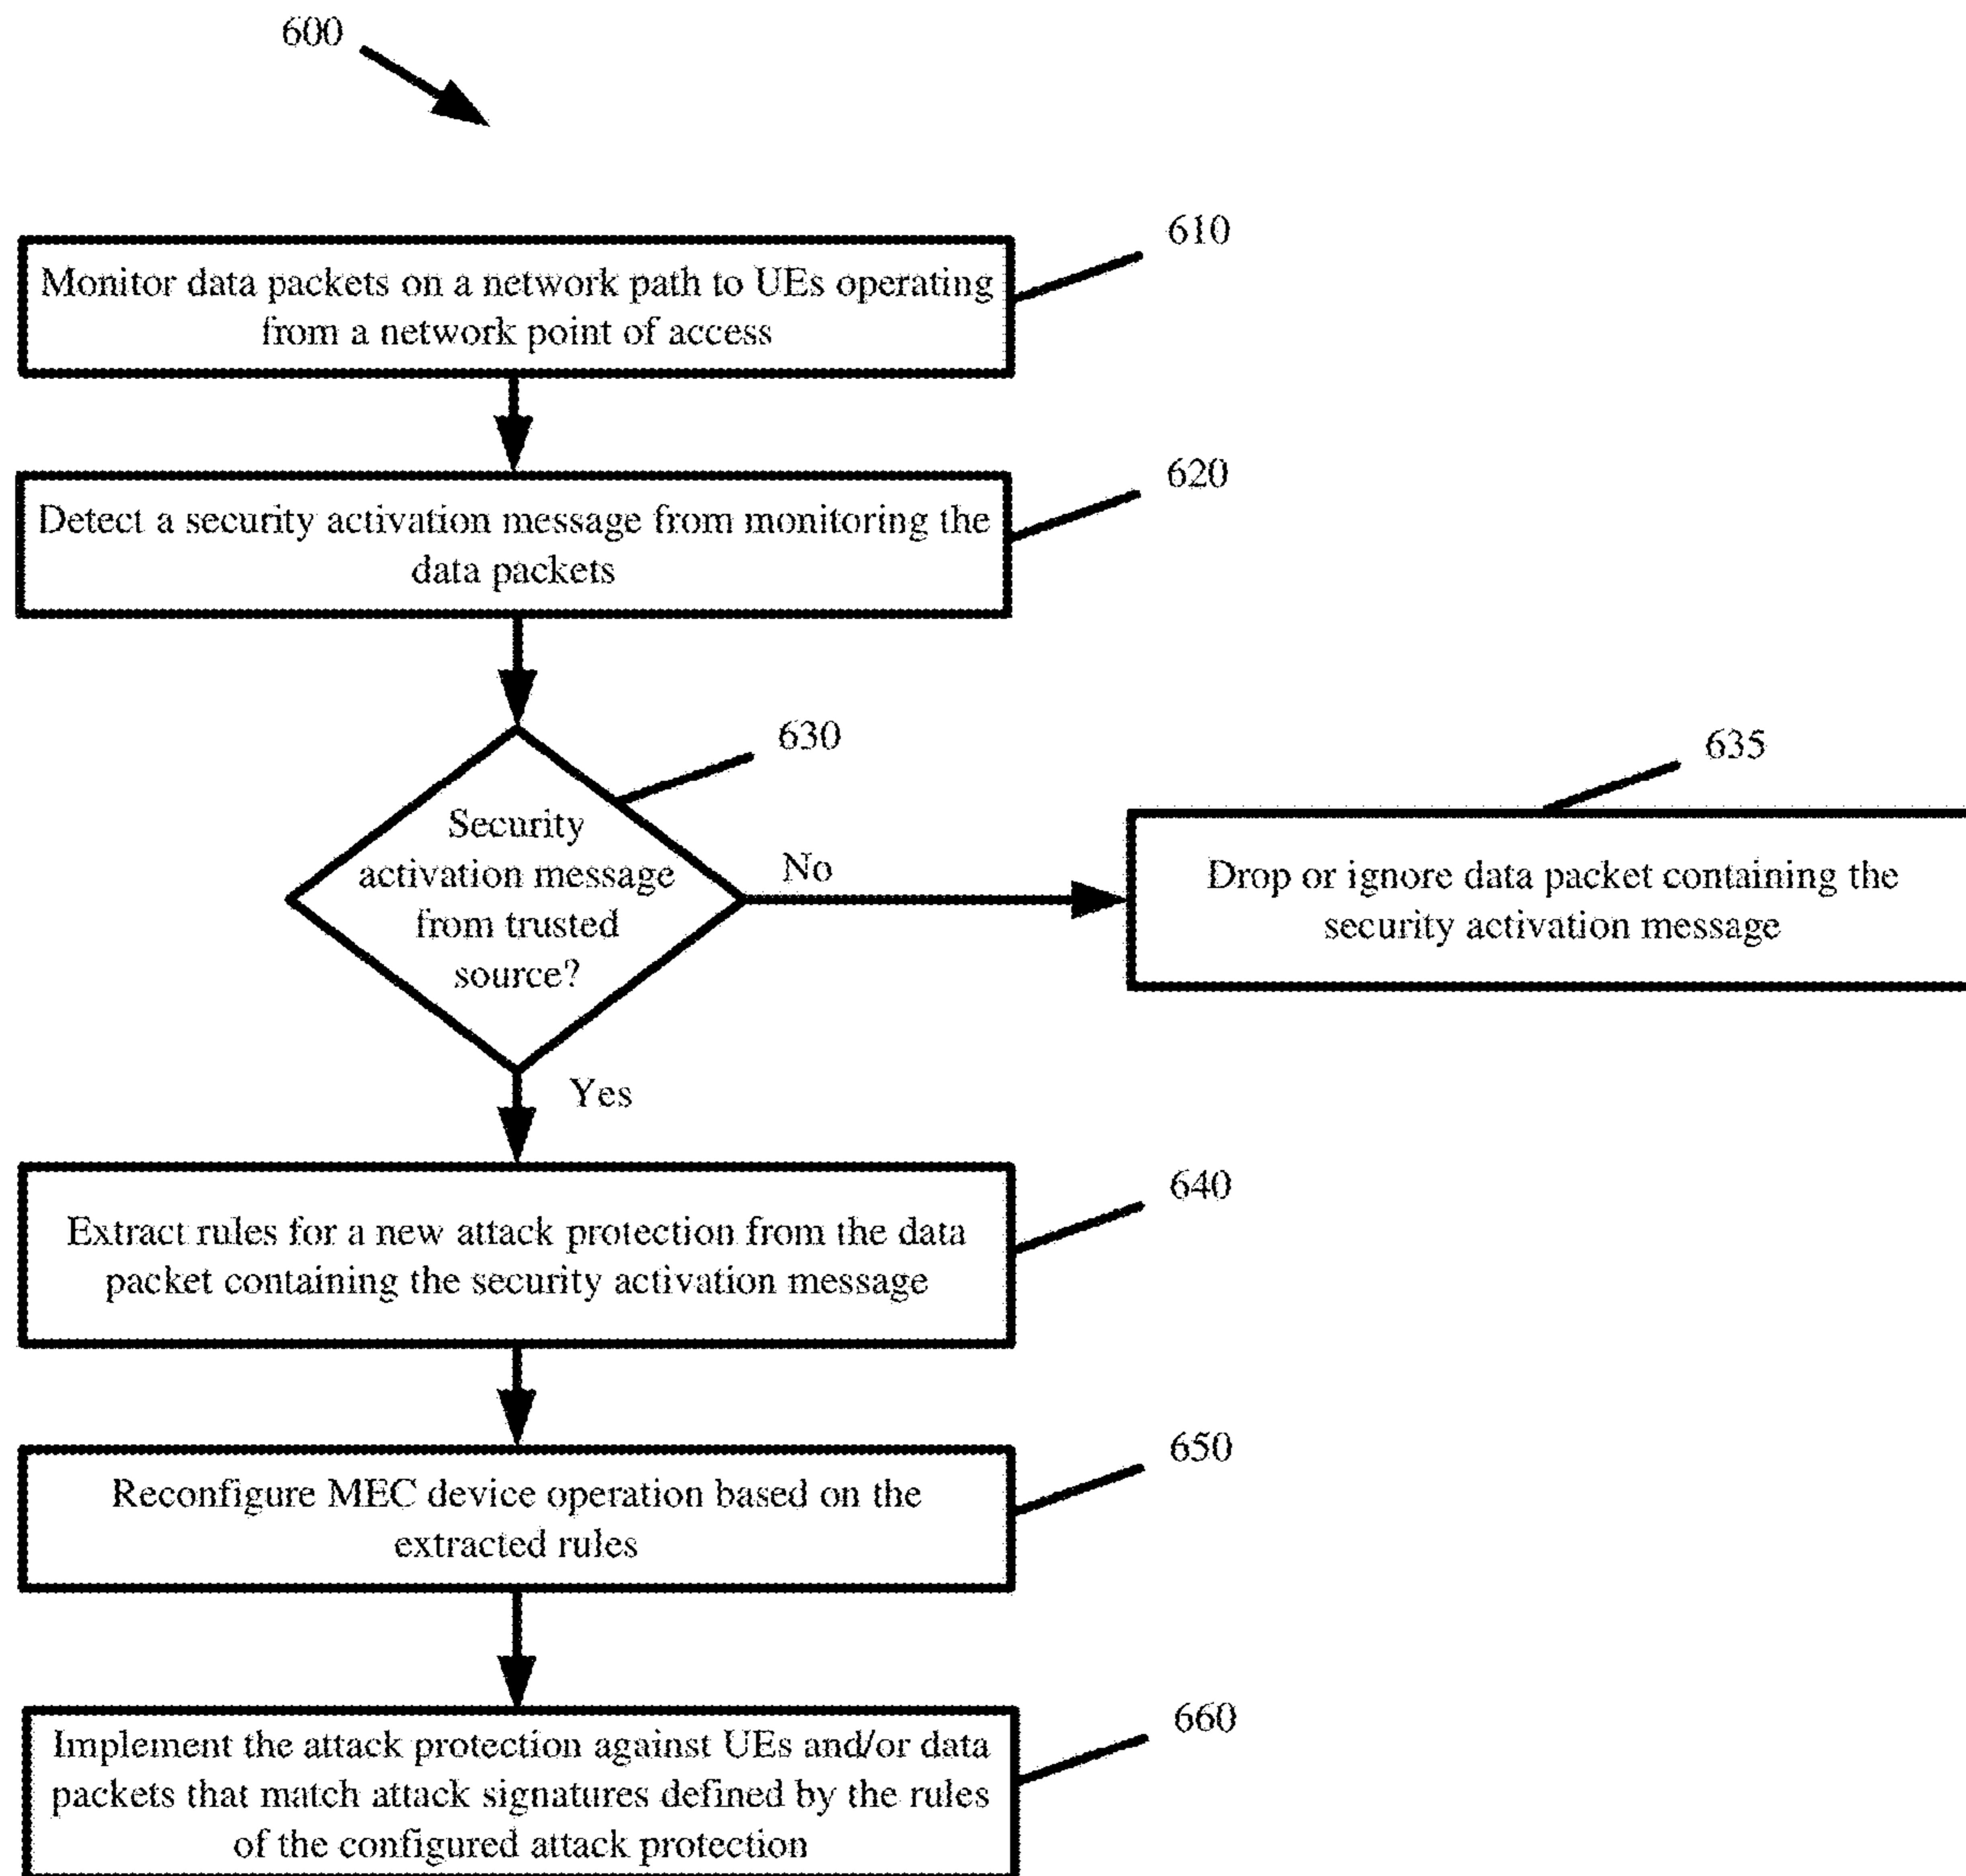 600
610
Monitor data packets on a network path to UEs operating
from a network point of access
620
Detect a security activation message from monitoring the
data packets
630
Security
activation message
from trusted
source?
No
635
Drop or ignore data packet containing the
security activation message
Yes
640
Extract rules for a new attack protection from the data
packet containing the security activation message
650
Reconfigure MEC device operation based on the
extracted rules
660
Implement the attack protection against UEs and/or data
packets that match attack signatures defined by the rules
of the configured attack protection